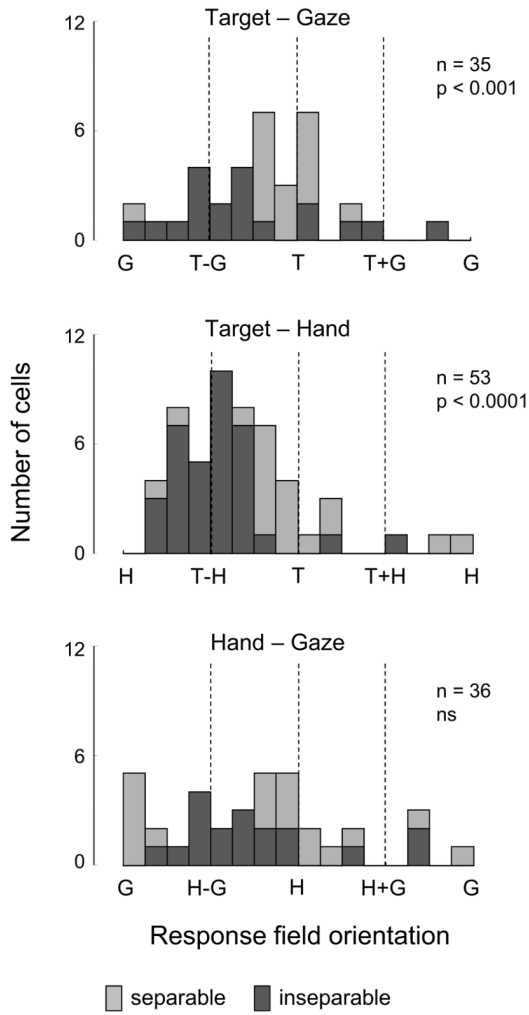 Target – Gaze
12
6
0
n = 35
p < 0.001
G T-G T T+G G
Target – Hand
12
6
0
n = 53
p < 0.0001
H T-H T T+H H
Number of cells
Hand – Gaze
12
6
0
n = 36
ns
G H-G H H+G G
Response field orientation
separable inseparable